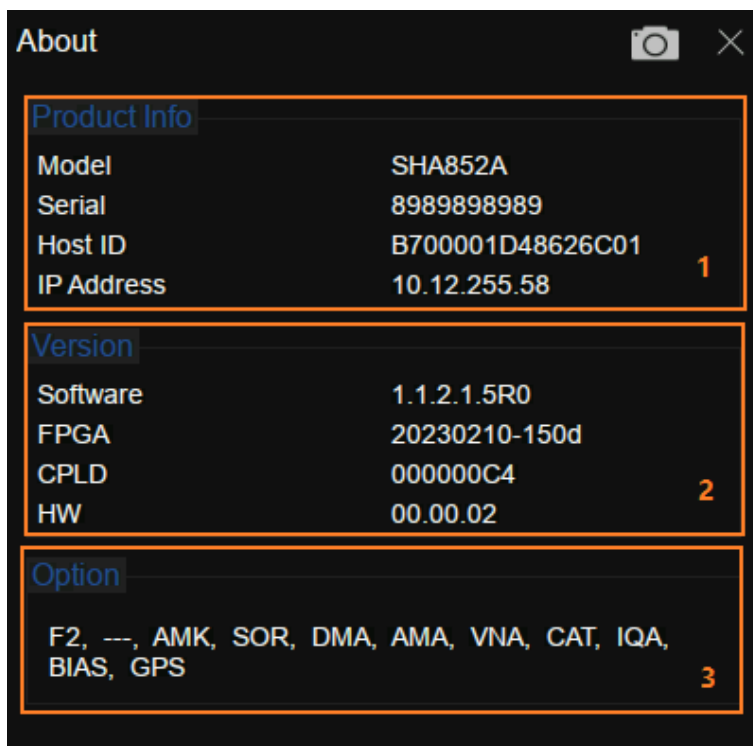 About
Product Info
Model SHA852A
Serial 8989898989
Host ID B700001D48626C01
IP Address 10.12.255.58
1
Version
Software 1.1.2.1.5R0
FPGA 20230210-150d
CPLD 000000C4
HW 00.00.02
2
Option
F2, ---, AMK, SOR, DMA, AMA, VNA, CAT, IQA,
BIAS, GPS
3